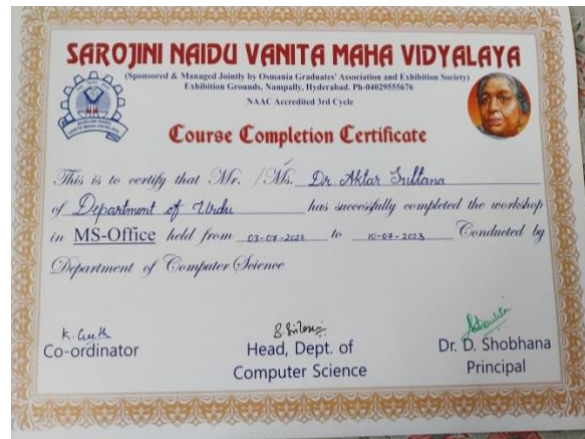 SAROJINI NAIDU VANITA MAHA VIDYALAYA
(Sponsored & Managed Jointly by Osmania Graduates' Association and Exhibition Society)
Exhibition Grounds, Nampally, Hyderabad. Ph-04029555676
NAAC Accredited 3rd Cycle
Course Completion Certificate
This is to certify that Mr. / Ms. Dr Aktar Sultana
of Department of Urdu has successfully completed the workshop
in MS-Office held from 03-07-2023 to 10-07-2023 Conducted by
Department of Computer Science
Co-ordinator
Head, Dept. of
Computer Science
Dr. D. Shobhana
Principal